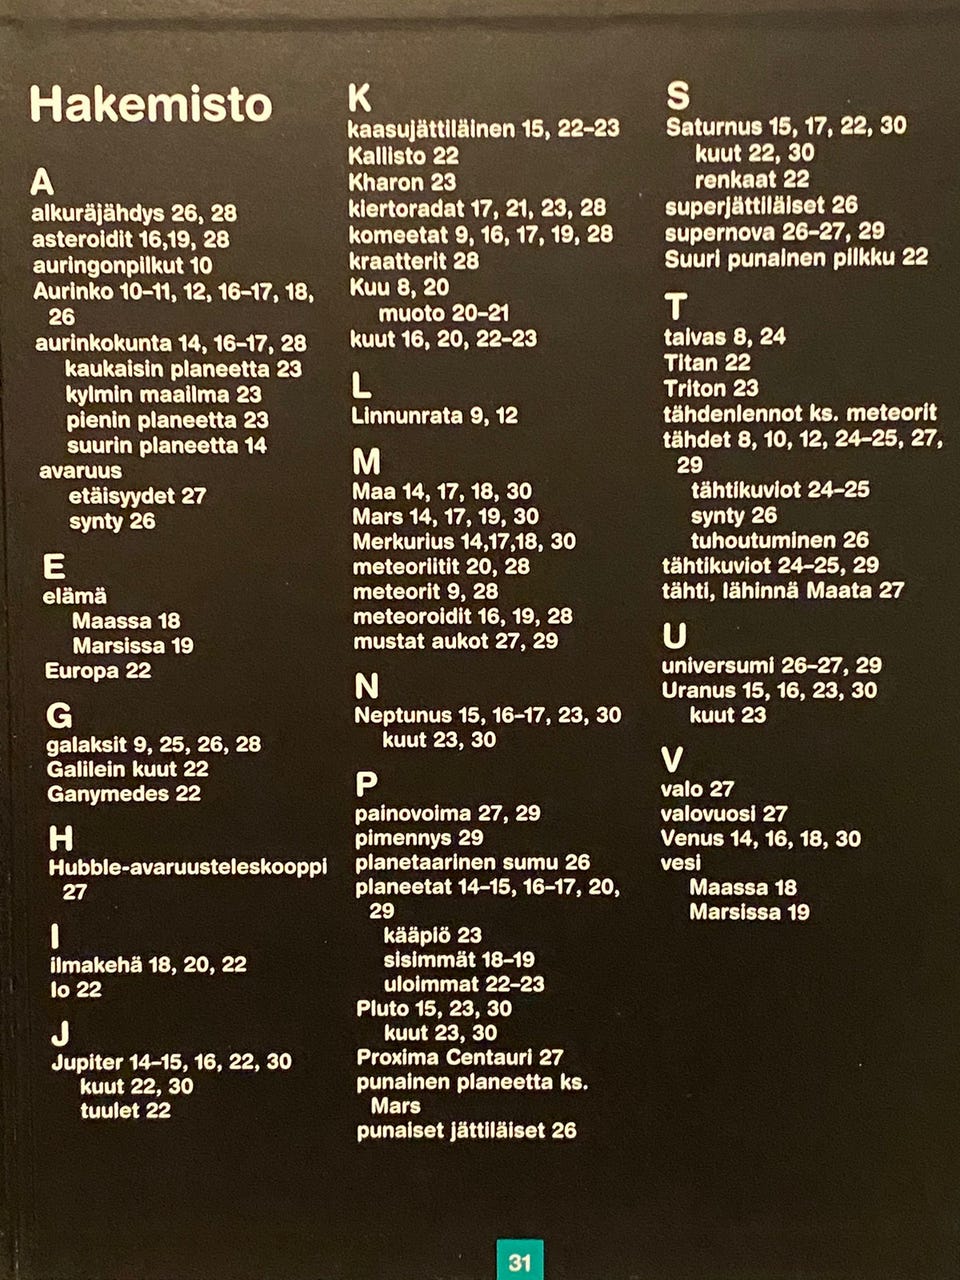 Hakemisto
A
alkuräjähdys 26, 28
asteroidit 16,19, 28
auringonpilkut 10
Aurinko 10–11, 12, 16–17, 18,
26
aurinkokunta 14, 16–17, 28
kaukaisin planeetta 23
kylmin maailma 23
pienin planeetta 23
suurin planeetta 14
avaruus
etäisyydet 27
synty 26
E
elämä
Maassa 18
Marsissa 19
Europa 22
G
galaksit 9, 25, 26, 28
Galilein kuut 22
Ganymedes 22
H
Hubble-avaruusteleskooppi
27
I
ilmakehä 18, 20, 22
Io 22
J
Jupiter 14–15, 16, 22, 30
kuut 22, 30
tuulet 22
K
kaasujättiläinen 15, 22–23
Kallisto 22
Kharon 23
kiertoradat 17, 21, 23, 28
komeetat 9, 16, 17, 19, 28
kraatterit 28
Kuu 8, 20
muoto 20–21
kuut 16, 20, 22–23
L
Linnunrata 9, 12
M
Maa 14, 17, 18, 30
Mars 14, 17, 19, 30
Merkurius 14,17,18, 30
meteoriitit 20, 28
meteorit 9, 28
meteoroidit 16, 19, 28
mustat aukot 27, 29
N
Neptunus 15, 16–17, 23, 30
kuut 23, 30
P
painovoima 27, 29
pimennys 29
planetaarinen sumu 26
planeetat 14–15, 16–17, 20,
29
kääpiö 23
sisimmät 18–19
uloimmat 22–23
Pluto 15, 23, 30
kuut 23, 30
Proxima Centauri 27
punainen planeetta ks.
Mars
punaiset jättiläiset 26
S
Saturnus 15, 17, 22, 30
kuut 22, 30
renkaat 22
superjättiläiset 26
supernova 26–27, 29
Suuri punainen pilkku 22
T
taivas 8, 24
Titan 22
Triton 23
tähdenlennot ks. meteorit
tähdet 8, 10, 12, 24–25, 27,
29
tähtikuviot 24–25
synty 26
tuhoutuminen 26
tähtikuviot 24–25, 29
tähti, lähinnä Maata 27
U
universumi 26–27, 29
Uranus 15, 16, 23, 30
kuut 23
V
valo 27
valovuosi 27
Venus 14, 16, 18, 30
vesi
Maassa 18
Marsissa 19
31